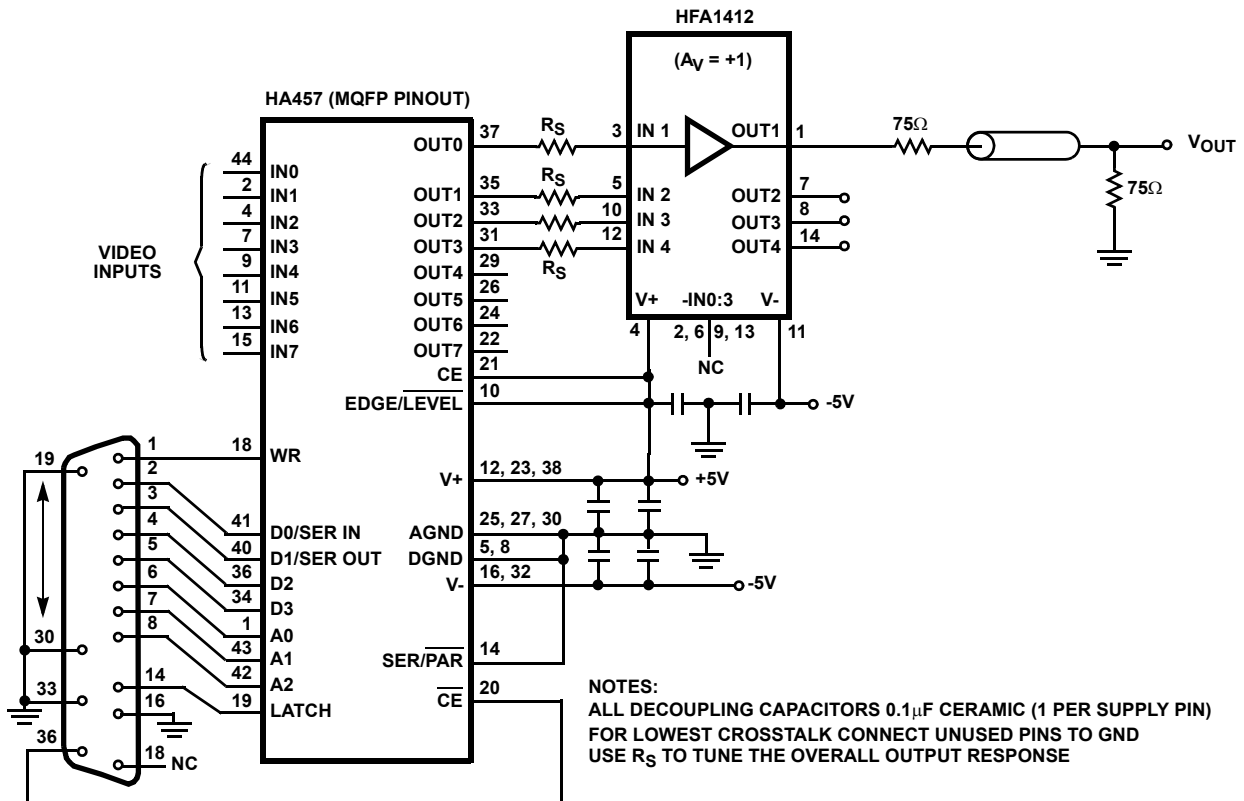 HFA1412
(AV = +1)
HA457 (MQFP PINOUT)
VIDEO
INPUTS
44 IN0
2 IN1
4 IN2
7 IN3
9 IN4
11 IN5
13 IN6
15 IN7
18 WR
41 D0/SER IN
40 D1/SER OUT
36 D2
34 D3
1 A0
43 A1
42 A2
19 LATCH
OUT0 37
OUT1 35
OUT2 33
OUT3 31
OUT4 29
OUT5 26
OUT6 24
OUT7 22
CE 21
EDGE/LEVEL 10
V+ 12, 23, 38
AGND 25, 27, 30
DGND 5, 8
V- 16, 32
SER/PAR 14
CE 20
RS
RS
RS
3 IN 1
5 IN 2
10 IN 3
12 IN 4
OUT1 1
OUT2 7
OUT3 8
OUT4 14
V+ -IN0:3 V-
4 2, 6 9, 13 11
NC
75Ω
VOUT
75Ω
-5V
+5V
-5V
19
30
33
36
1
2
3
4
5
6
7
8
14
16
18 NC
NOTES:
ALL DECOUPLING CAPACITORS 0.1μF CERAMIC (1 PER SUPPLY PIN)
FOR LOWEST CROSSTALK CONNECT UNUSED PINS TO GND
USE RS TO TUNE THE OVERALL OUTPUT RESPONSE